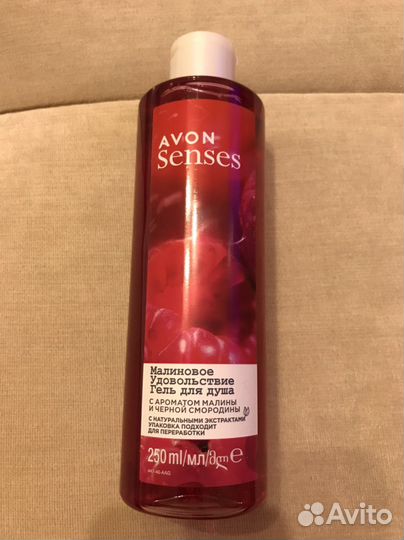 AVON
Senses
Малиновое
Удовольствие
Гель для душа
С АРОМАТОМ МАЛИНЫ
И ЧЕРНОЙ СМОРОДИНЫ
С НАТУРАЛЬНЫМИ ЭКСТРАКТАМИ
УПАКОВКА ПОДХОДИТ
ДЛЯ ПЕРЕРАБОТКИ
250 ml/мл/მლ e
Avito